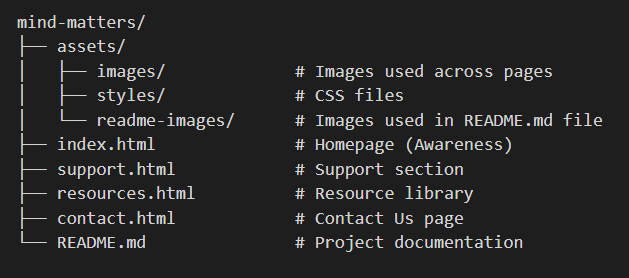 mind-matters/
├── assets/
│   ├── images/             # Images used across pages
│   ├── styles/             # CSS files
│   └── readme-images/      # Images used in README.md file
├── index.html              # Homepage (Awareness)
├── support.html            # Support section
├── resources.html          # Resource library
├── contact.html            # Contact Us page
└── README.md               # Project documentation